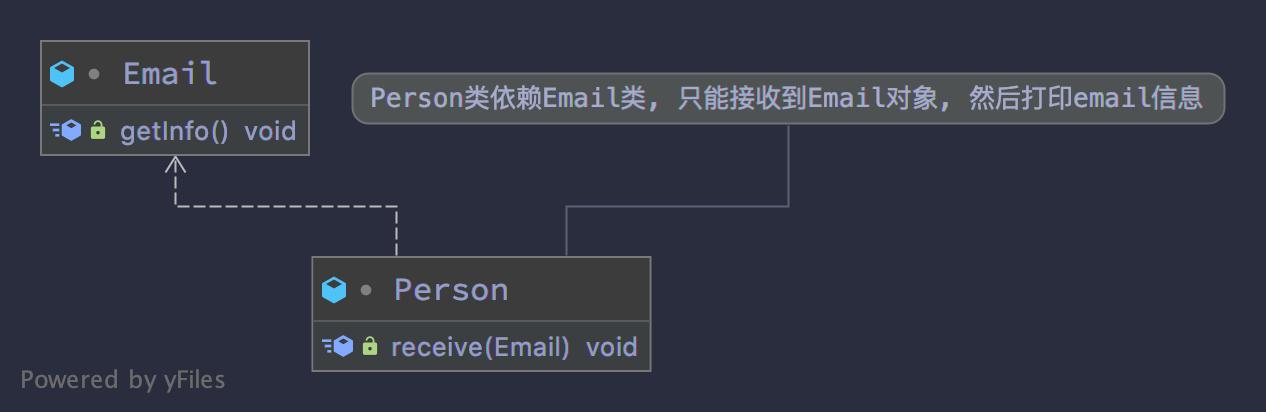 Email
Person类依赖Email类, 只能接收到Email对象, 然后打印email信息
getInfo() void
Person
receive(Email) void
Powered by yFiles